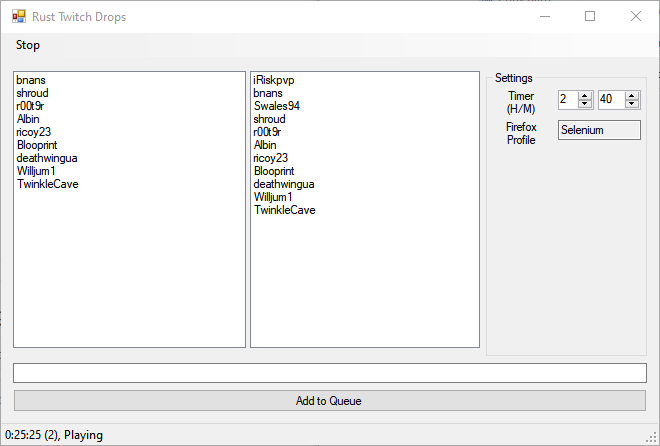 Rust Twitch Drops
Stop
bnans
shroud
r00t9r
Albin
ricoy23
Blooprint
deathwingua
Willjum1
TwinkleCave
iRiskpvp
bnans
Swales94
shroud
r00t9r
Albin
ricoy23
Blooprint
deathwingua
Willjum1
TwinkleCave
Settings
Timer
(H/M)
2
40
Firefox
Profile
Selenium
Add to Queue
0:25:25 (2), Playing